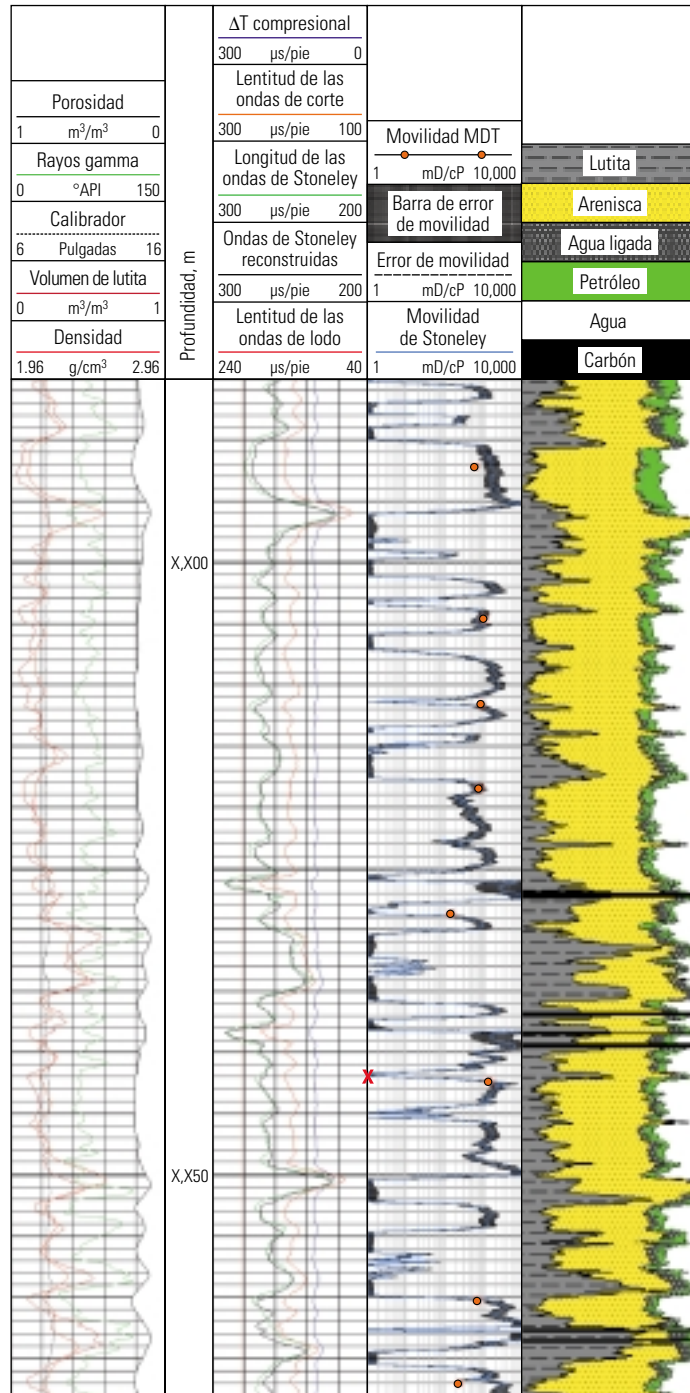 Porosidad
1 m³/m³ 0
Rayos gamma
0 °API 150
Calibrador
6 Pulgadas 16
Volumen de lutita
0 m³/m³ 1
Densidad
1.96 g/cm³ 2.96
Profundidad, m
ΔT compresional
300 µs/pie 0
Lentitud de las
ondas de corte
300 µs/pie 100
Longitud de las
ondas de Stoneley
300 µs/pie 200
Ondas de Stoneley
reconstruidas
300 µs/pie 200
Lentitud de las
ondas de lodo
240 µs/pie 40
Movilidad MDT
1 mD/cP 10,000
Barra de error
de movilidad
Error de movilidad
1 mD/cP 10,000
Movilidad
de Stoneley
1 mD/cP 10,000
Lutita
Arenisca
Agua ligada
Petróleo
Agua
Carbón
X,X00
X
X,X50